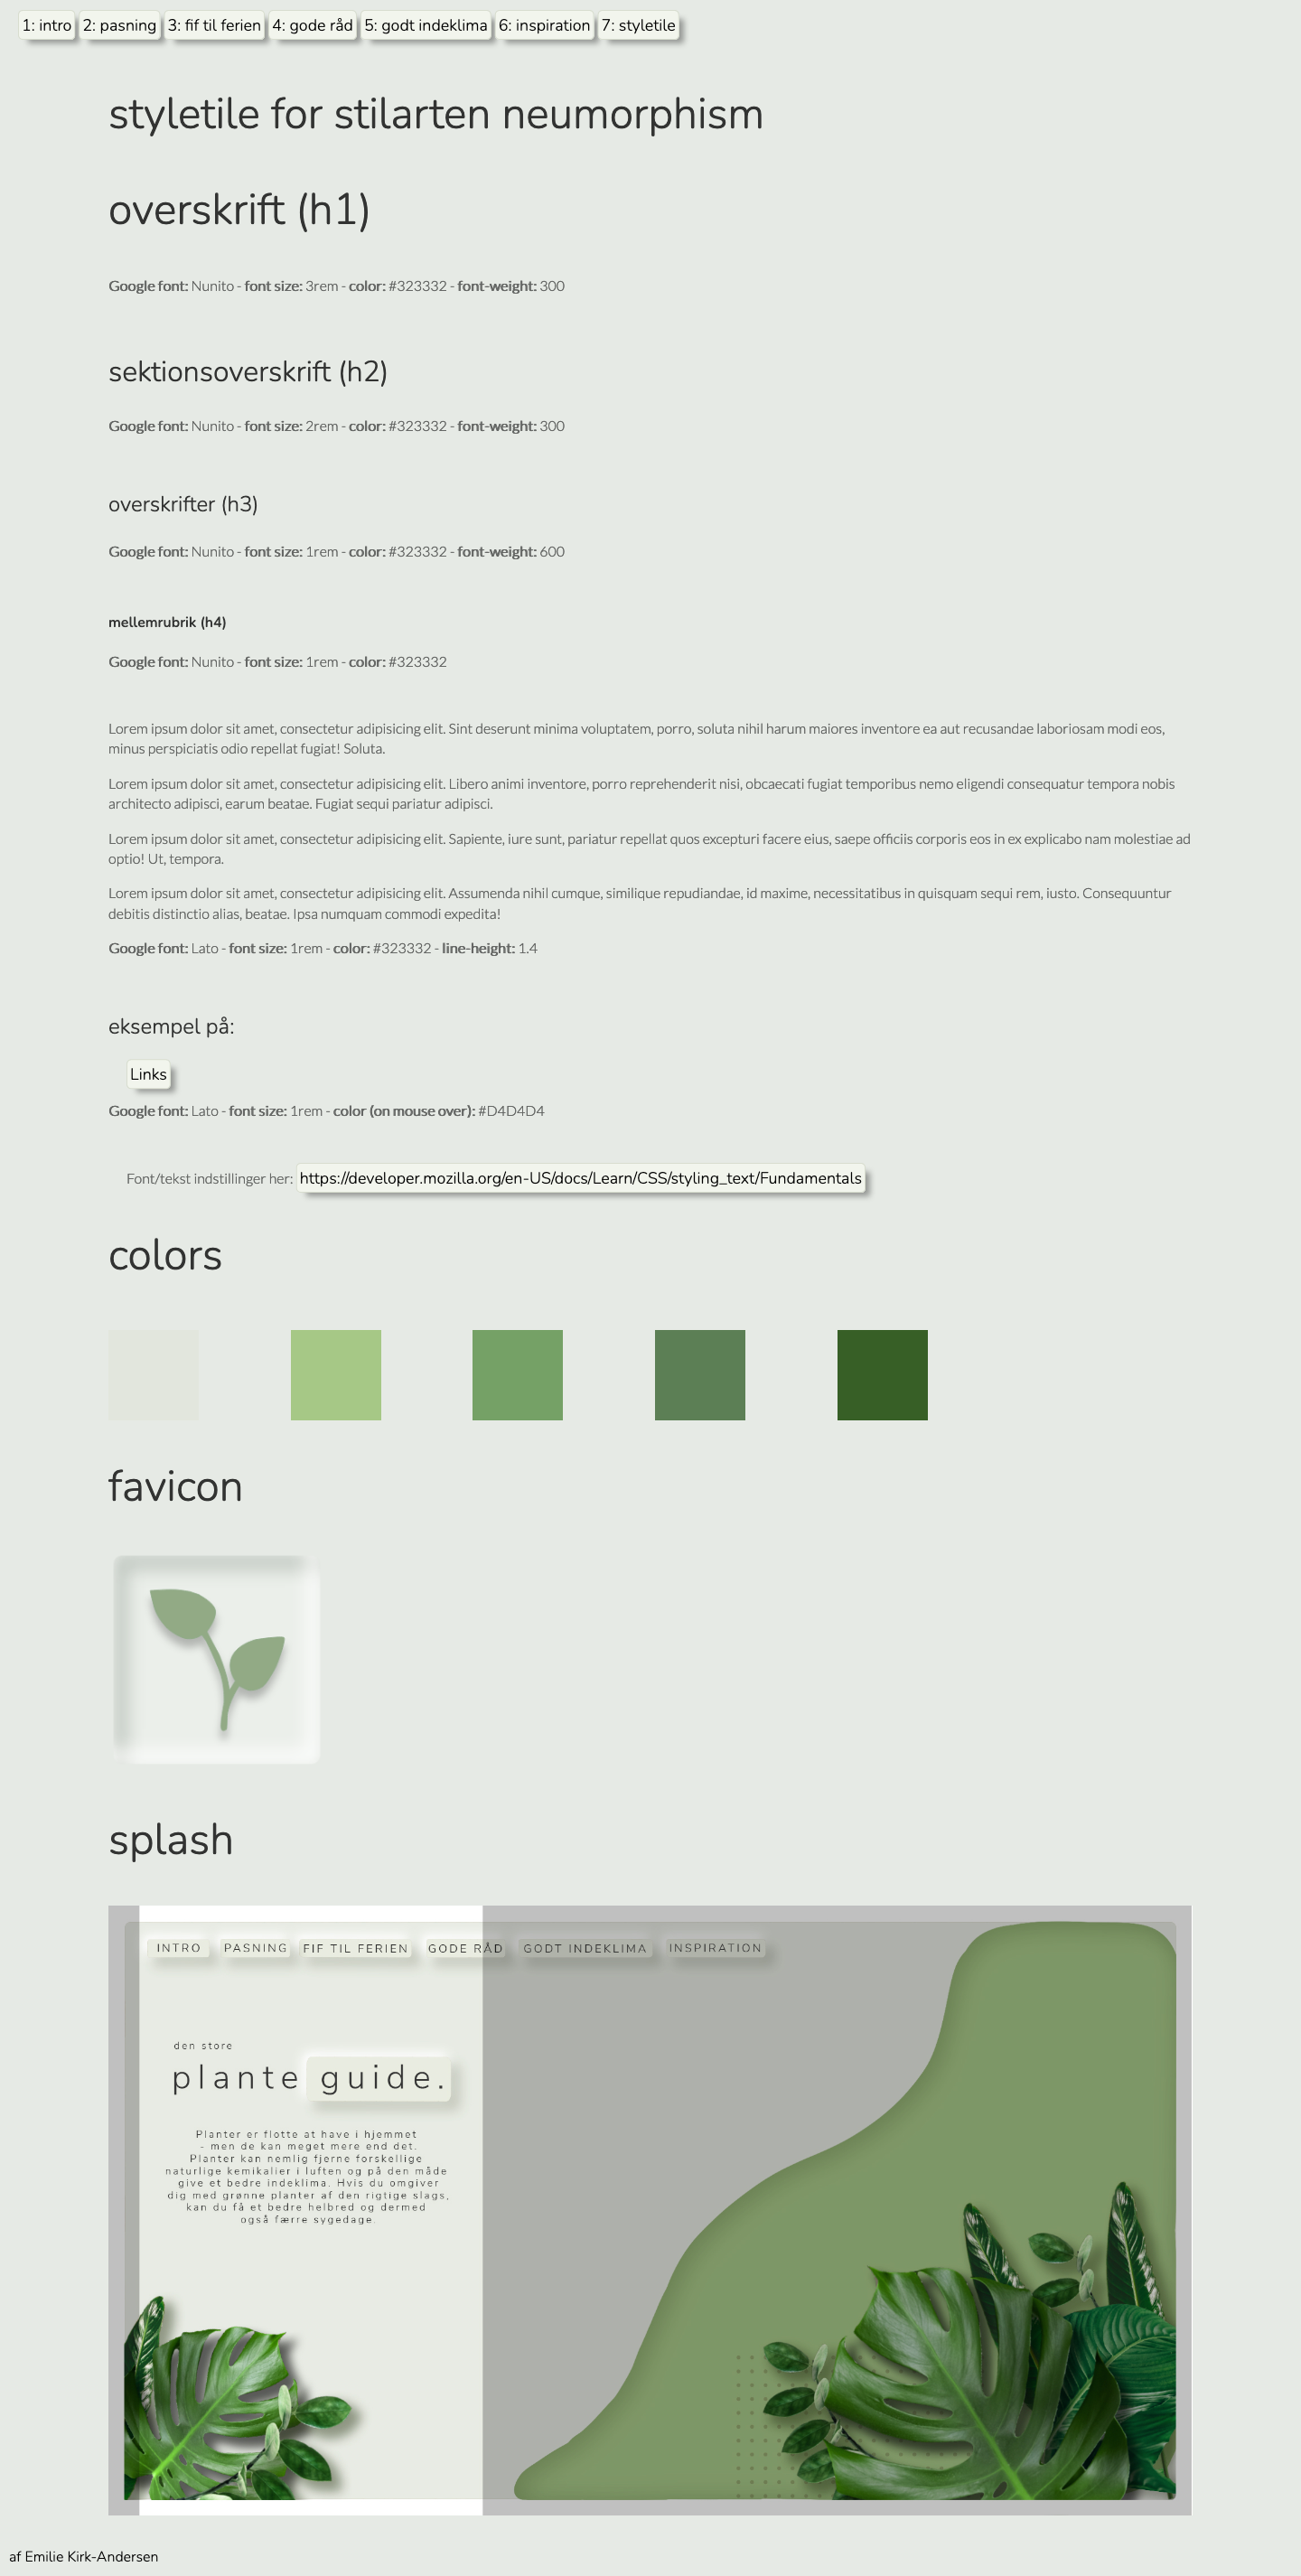 1: intro 2: pasning 3: fif til ferien 4: gode råd 5: godt indeklima 6: inspiration 7: styletile
styletile for stilarten neumorphism
overskrift (h1)
Google font: Nunito - font size: 3rem - color: #323332 - font-weight: 300
sektionsoverskrift (h2)
Google font: Nunito - font size: 2rem - color: #323332 - font-weight: 300
overskrifter (h3)
Google font: Nunito - font size: 1rem - color: #323332 - font-weight: 600
mellemrubrik (h4)
Google font: Nunito - font size: 1rem - color: #323332
Lorem ipsum dolor sit amet, consectetur adipisicing elit. Sint deserunt minima voluptatem, porro, soluta nihil harum maiores inventore ea aut recusandae laboriosam modi eos,
minus perspiciatis odio repellat fugiat! Soluta.
Lorem ipsum dolor sit amet, consectetur adipisicing elit. Libero animi inventore, porro reprehenderit nisi, obcaecati fugiat temporibus nemo eligendi consequatur tempora nobis
architecto adipisci, earum beatae. Fugiat sequi pariatur adipisci.
Lorem ipsum dolor sit amet, consectetur adipisicing elit. Sapiente, iure sunt, pariatur repellat quos excepturi facere eius, saepe officiis corporis eos in ex explicabo nam molestiae ad
optio! Ut, tempora.
Lorem ipsum dolor sit amet, consectetur adipisicing elit. Assumenda nihil cumque, similique repudiandae, id maxime, necessitatibus in quisquam sequi rem, iusto. Consequuntur
debitis distinctio alias, beatae. Ipsa numquam commodi expedita!
Google font: Lato - font size: 1rem - color: #323332 - line-height: 1.4
eksempel på:
Links
Google font: Lato - font size: 1rem - color (on mouse over): #D4D4D4
Font/tekst indstillinger her: https://developer.mozilla.org/en-US/docs/Learn/CSS/styling_text/Fundamentals
colors
favicon
splash
INTRO PASNING FIF TIL FERIEN GODE RÅD GODT INDEKLIMA INSPIRATION
den store
plante guide.
Planter er flotte at have i hjemmet
- men de kan meget mere end det.
Planter kan nemlig fjerne forskellige
naturlige kemikalier i luften og på den måde
give et bedre indeklima. Hvis du omgiver
dig med grønne planter af den rigtige slags,
kan du få et bedre helbred og dermed
også færre sygedage.
af Emilie Kirk-Andersen